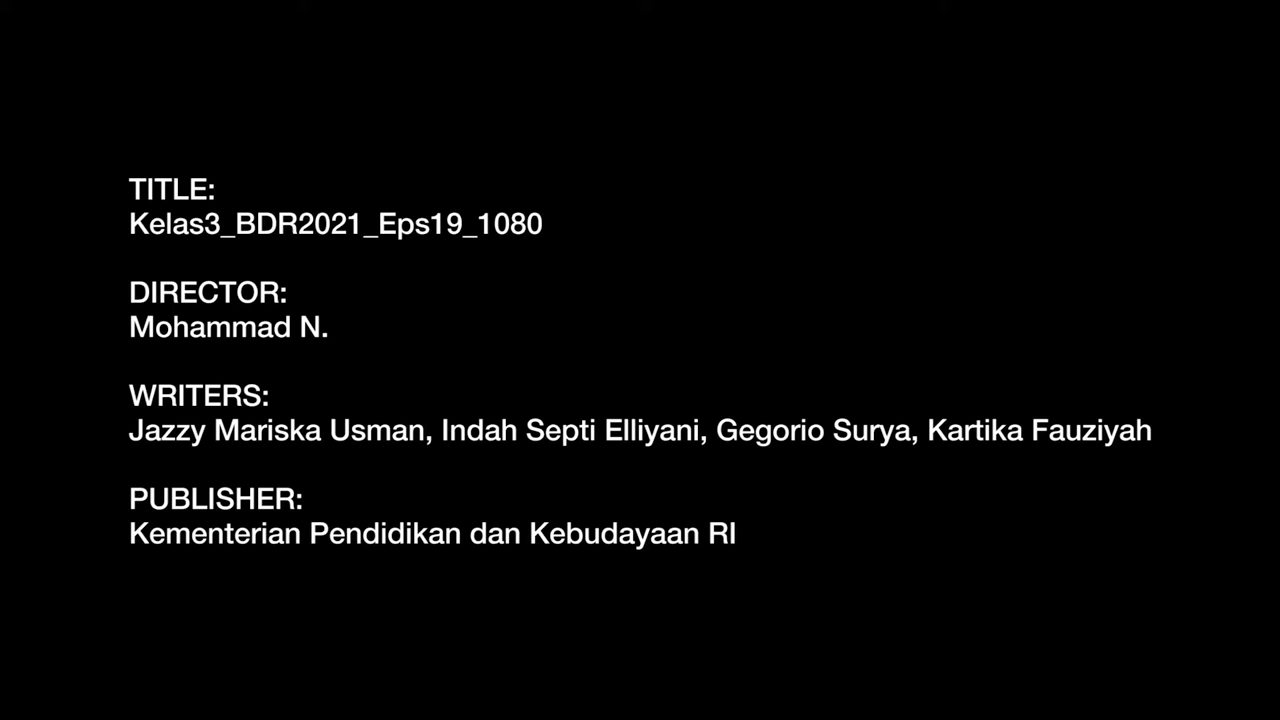 TITLE:
Kelas3_BDR2021_Eps19_1080
DIRECTOR:
Mohammad N.
WRITERS:
Jazzy Mariska Usman, Indah Septi Elliyani, Gegorio Surya, Kartika Fauziyah
PUBLISHER:
Kementerian Pendidikan dan Kebudayaan RI